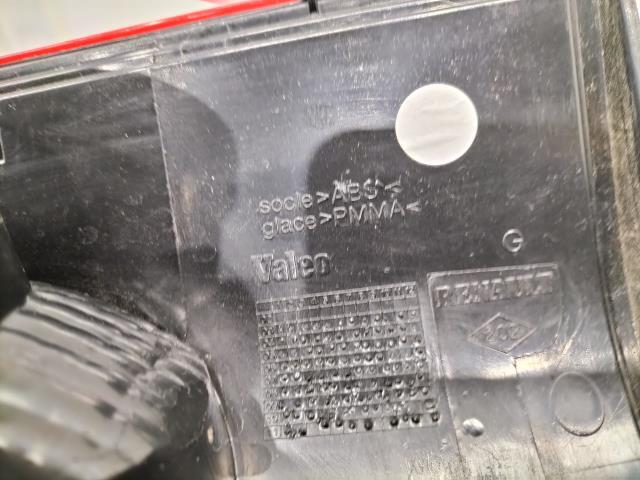 socle>ABS<
glace>PMMA<
Valeo
G
RENAULT